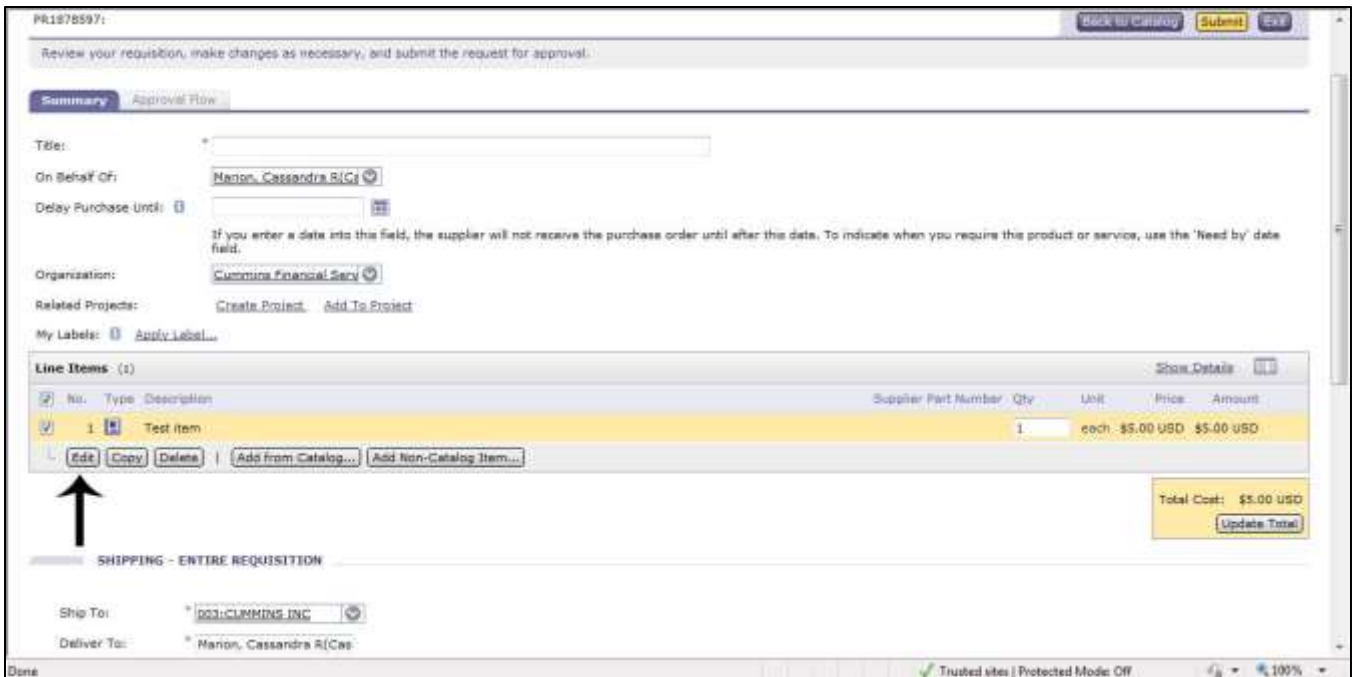 PR1878597:
Back to Catalog Submit Exit
Review your requisition, make changes as necessary, and submit the request for approval.
Summary Approval Flow
Title: *
On Behalf Of: Marion, Cassandra R(Ca
Delay Purchase Until:
If you enter a date into this field, the supplier will not receive the purchase order until after this date. To indicate when you require this product or service, use the 'Need by' date
field.
Organization: Cummins Financial Serv
Related Projects: Create Project Add To Project
My Labels: Apply Label...
Line Items (1) Show Details
No. Type Description Supplier Part Number Qty Unit Price Amount
1 Test item 1 each $5.00 USD $5.00 USD
Edit Copy Delete | Add from Catalog... Add Non-Catalog Item...
Total Cost: $5.00 USD
Update Total
SHIPPING - ENTIRE REQUISITION
Ship To: * 003:CUMMINS INC
Deliver To: * Marion, Cassandra R(Cas
Done Trusted sites | Protected Mode: Off 100%